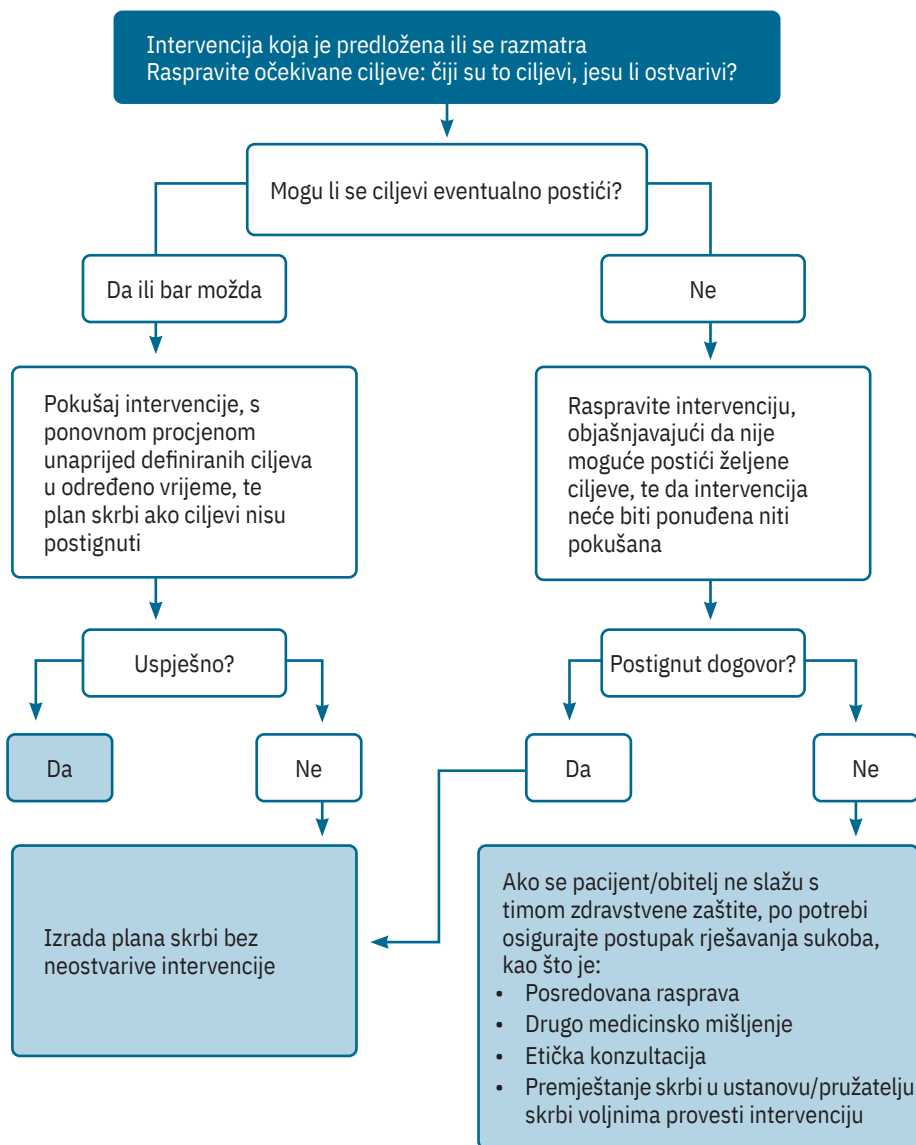 Intervencija koja je predložena ili se razmatra
Raspravite očekivane ciljeve: čiji su to ciljevi, jesu li ostvarivi?
Mogu li se ciljevi eventualno postići?
Da ili bar možda
Ne
Pokušaj intervencije, s
ponovnom procjenom
unaprijed definiranih ciljeva
u određeno vrijeme, te
plan skrbi ako ciljevi nisu
postignuti
Raspravite intervenciju,
objašnjavajući da nije
moguće postići željene
ciljeve, te da intervencija
neće biti ponuđena niti
pokušana
Uspješno?
Postignut dogovor?
Da
Ne
Da
Ne
Izrada plana skrbi bez
neostvarive intervencije
Ako se pacijent/obitelj ne slažu s
timom zdravstvene zaštite, po potrebi
osigurajte postupak rješavanja sukoba,
kao što je:
• Posredovana rasprava
• Drugo medicinsko mišljenje
• Etička konzultacija
• Premještanje skrbi u ustanovu/pružatelju
skrbi voljnima provesti intervenciju